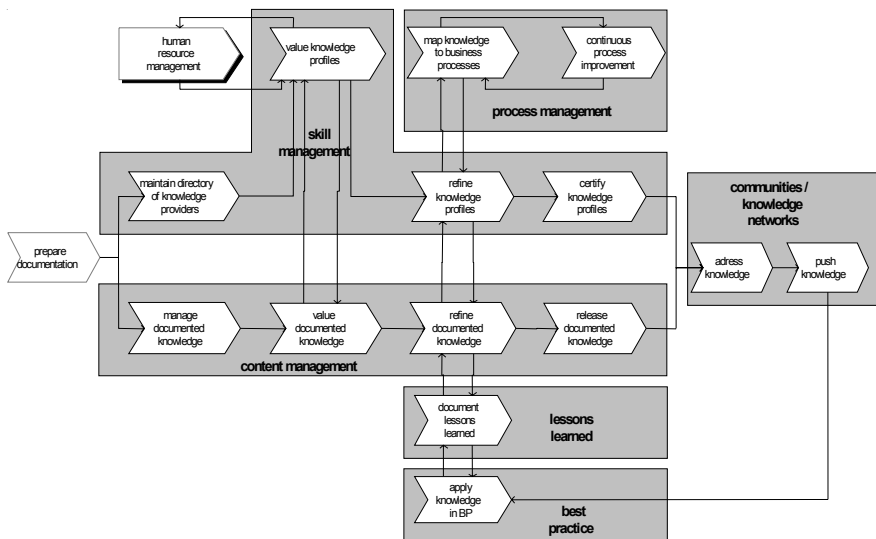 human
resource
management
value knowledge
profiles
map knowledge
to business
processes
continuous
process
improvement
process management
skill
management
maintain directory
of knowledge
providers
refine
knowledge
profiles
certify
knowledge
profiles
communities /
knowledge
networks
prepare
documentation
adress
knowledge
push
knowledge
manage
documented
knowledge
value
documented
knowledge
refine
documented
knowledge
release
documented
knowledge
content management
document
lessons
learned
lessons
learned
apply
knowledge
in BP
best
practice